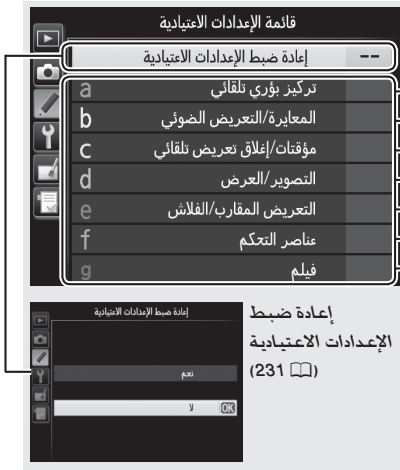 قائمة الإعدادات الاعتيادية
إعادة ضبط الإعدادات الاعتيادية --
a تركيز بؤري تلقائي
b المعايرة/التعريض الضوئي
c مؤقتات/إغلاق تعريض تلقائي
d التصوير/العرض
e التعريض المقارب/الفلاش
f عناصر التحكم
g فيلم
إعادة ضبط الإعدادات الاعتيادية
نعم
لا OK
إعادة ضبط
الإعدادات الاعتيادية
(231)